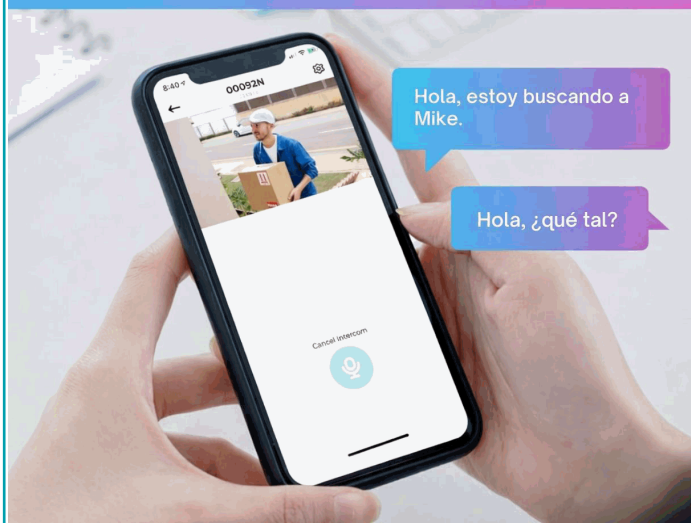 8:40
00092N
Hola, estoy buscando a
Mike.
Hola, ¿qué tal?
Cancel intercom